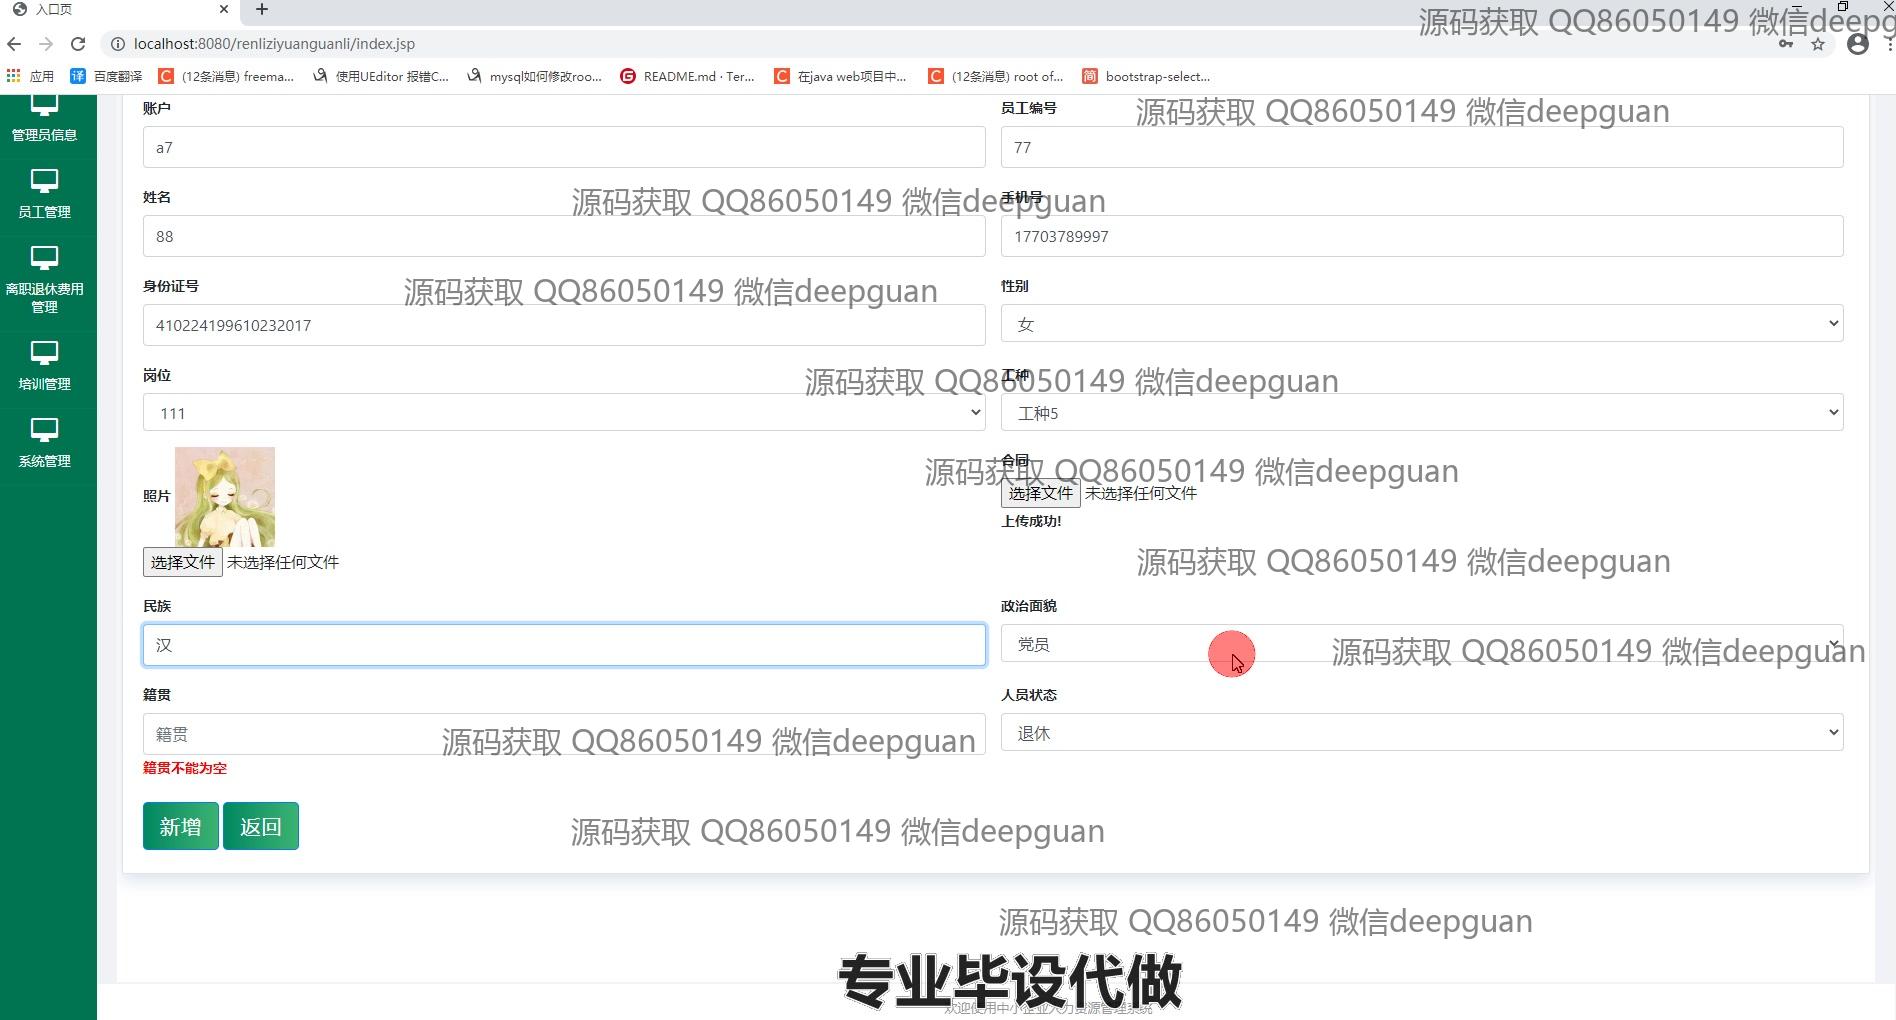 入口页
源码获取 QQ86050149 微信deepg
localhost:8080/renliziyuanguanli/index.jsp
应用
译 百度翻译
C (12条消息) freema...
使用UEditor 报错C...
mysql如何修改roo...
G README.md · Ter...
C 在java web项目中...
C (12条消息) root of...
简 bootstrap-select...
管理员信息
员工管理
离职退休费用
管理
培训管理
系统管理
账户
员工编号
源码获取 QQ86050149 微信deepguan
a7
77
姓名
源码获取 QQ86050149 微信deepguan
手机号
88
17703789997
身份证号
源码获取 QQ86050149 微信deepguan
性别
410224199610232017
女
岗位
源码获取 QQ86050149 微信deepguan
工种
111
工种5
照片
合同
源码获取 QQ86050149 微信deepguan
选择文件 未选择任何文件
上传成功!
选择文件 未选择任何文件
源码获取 QQ86050149 微信deepguan
民族
政治面貌
汉
党员
源码获取 QQ86050149 微信deepguan
籍贯
人员状态
籍贯
源码获取 QQ86050149 微信deepguan
退休
籍贯不能为空
新增
返回
源码获取 QQ86050149 微信deepguan
源码获取 QQ86050149 微信deepguan
专业毕设代做
欢迎使用中小企业人力资源管理系统